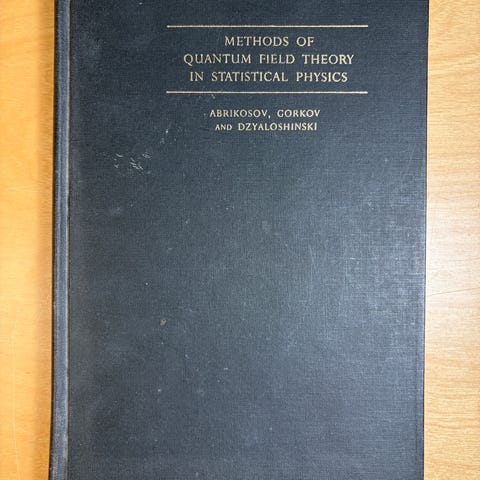 METHODS OF
QUANTUM FIELD THEORY
IN STATISTICAL PHYSICS
ABRIKOSOV, GORKOV
AND DZYALOSHINSKI